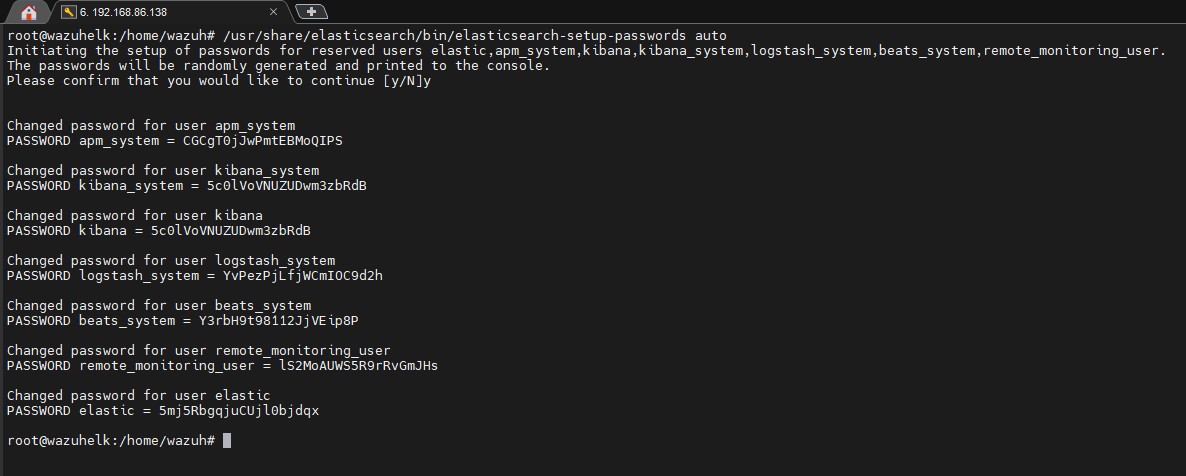 6. 192.168.86.138
root@wazuhelk:/home/wazuh# /usr/share/elasticsearch/bin/elasticsearch-setup-passwords auto
Initiating the setup of passwords for reserved users elastic,apm_system,kibana,kibana_system,logstash_system,beats_system,remote_monitoring_user.
The passwords will be randomly generated and printed to the console.
Please confirm that you would like to continue [y/N]y
Changed password for user apm_system
PASSWORD apm_system = CGCgT0jJwPmtEBMoQIPS
Changed password for user kibana_system
PASSWORD kibana_system = 5c0lVoVNUZUDwm3zbRdB
Changed password for user kibana
PASSWORD kibana = 5c0lVoVNUZUDwm3zbRdB
Changed password for user logstash_system
PASSWORD logstash_system = YvPezPjLfjWCmIOC9d2h
Changed password for user beats_system
PASSWORD beats_system = Y3rbH9t98112JjVEip8P
Changed password for user remote_monitoring_user
PASSWORD remote_monitoring_user = lS2MoAUWS5R9rRvGmJHs
Changed password for user elastic
PASSWORD elastic = 5mj5RbgqjuCUjl0bjdqx
root@wazuhelk:/home/wazuh#